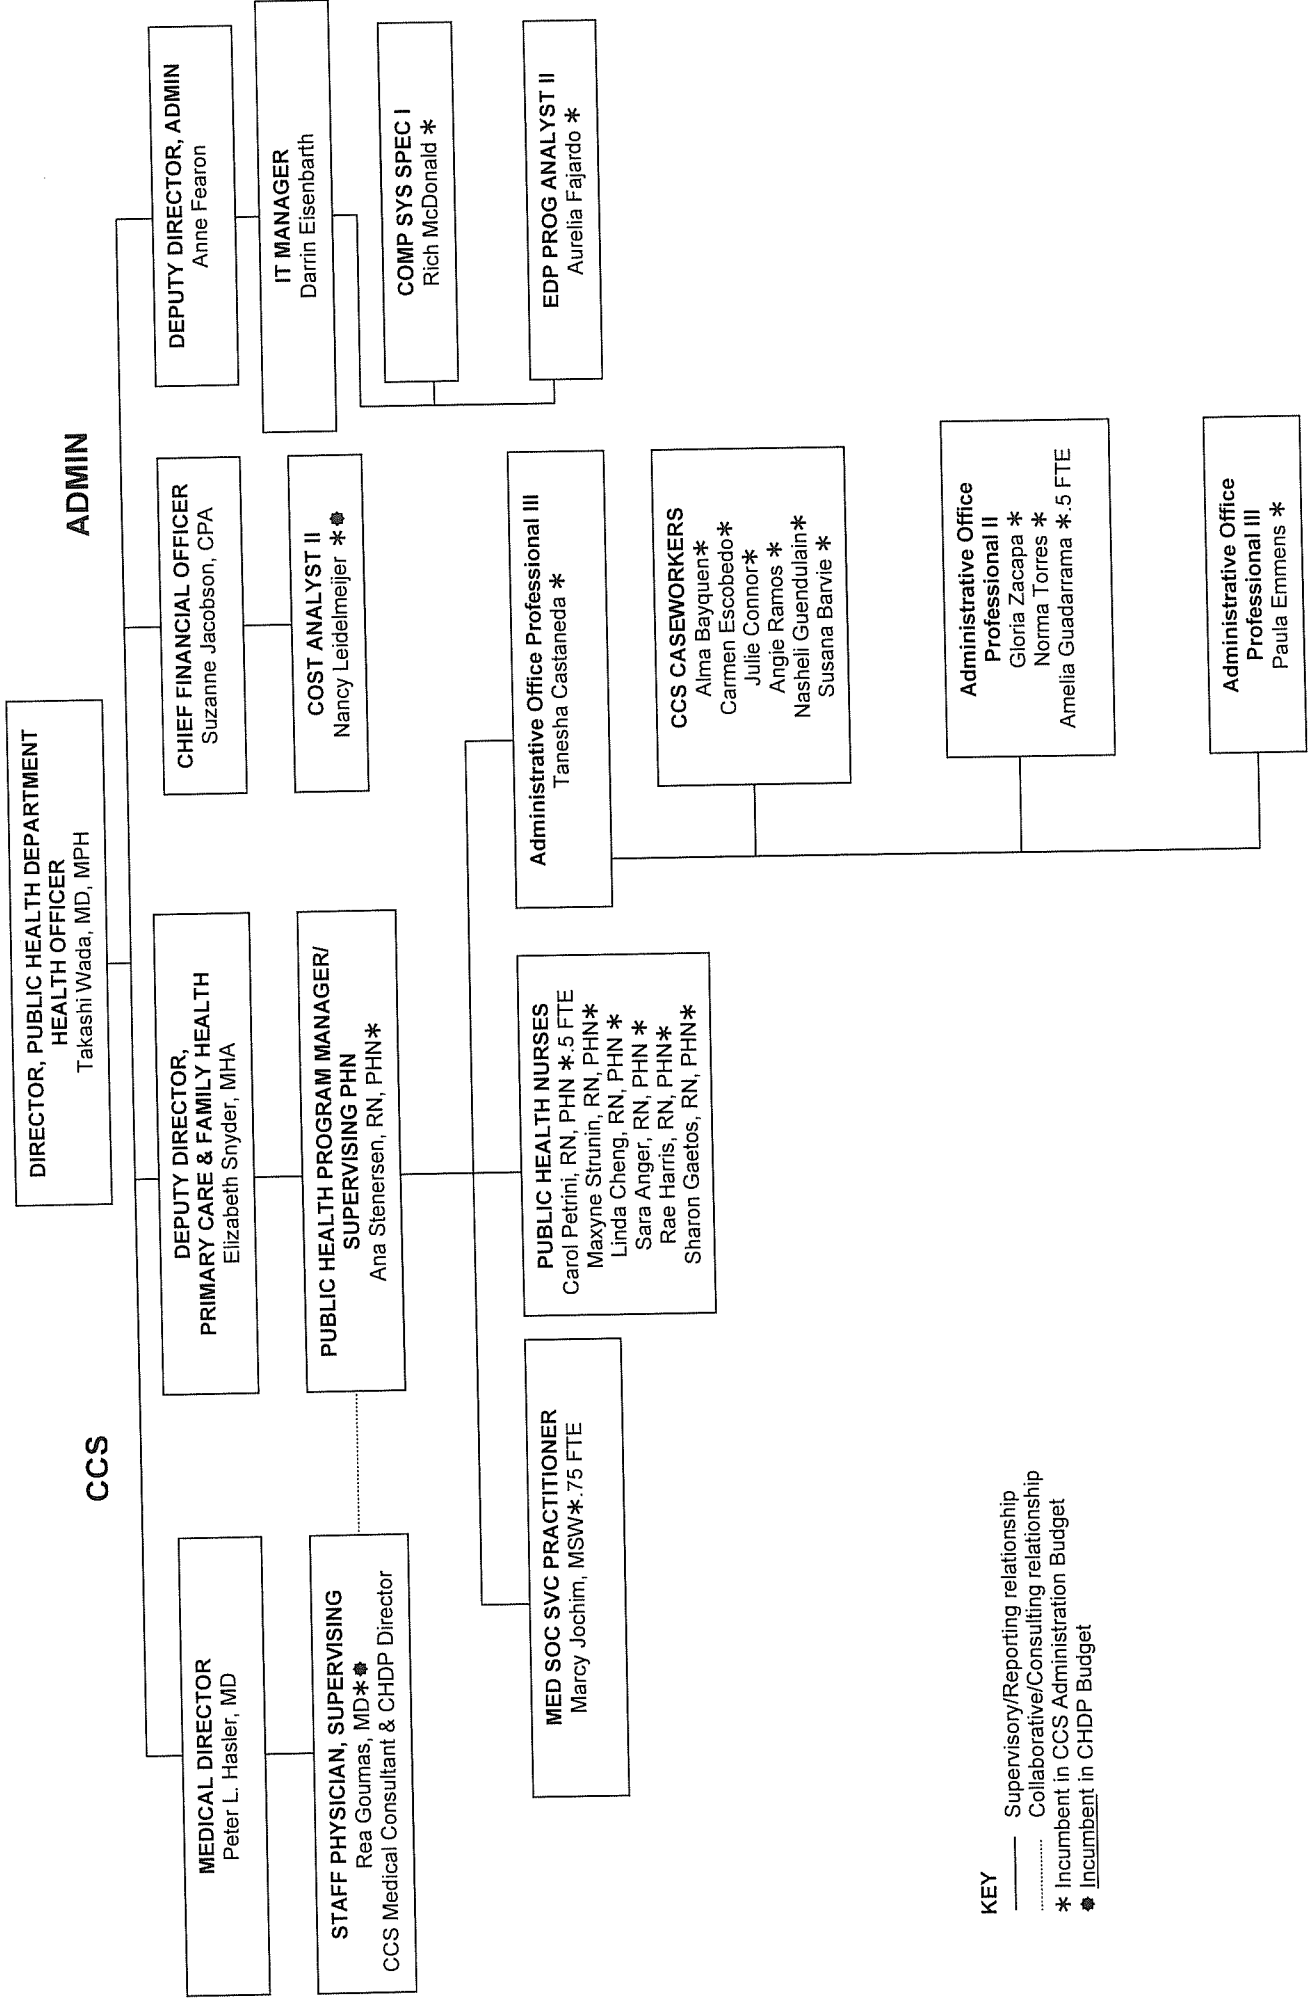 DIRECTOR, PUBLIC HEALTH DEPARTMENT
HEALTH OFFICER
Takashi Wada, MD, MPH
CCS
ADMIN
MEDICAL DIRECTOR
Peter L. Hasler, MD
DEPUTY DIRECTOR,
PRIMARY CARE & FAMILY HEALTH
Elizabeth Snyder, MHA
CHIEF FINANCIAL OFFICER
Suzanne Jacobson, CPA
DEPUTY DIRECTOR, ADMIN
Anne Fearon
STAFF PHYSICIAN, SUPERVISING
Rea Goumas, MD*●
CCS Medical Consultant & CHDP Director
PUBLIC HEALTH PROGRAM MANAGER/
SUPERVISING PHN
Ana Stenersen, RN, PHN*
COST ANALYST II
Nancy Leidelmeijer *●
IT MANAGER
Darrin Eisenbarth
COMP SYS SPEC I
Rich McDonald *
EDP PROG ANALYST II
Aurelia Fajardo *
MED SOC SVC PRACTITIONER
Marcy Jochim, MSW*.75 FTE
PUBLIC HEALTH NURSES
Carol Petrini, RN, PHN *.5 FTE
Maxyne Strunin, RN, PHN*
Linda Cheng, RN, PHN *
Sara Anger, RN, PHN *
Rae Harris, RN, PHN*
Sharon Gaetos, RN, PHN*
Administrative Office Professional III
Tanesha Castaneda *
CCS CASEWORKERS
Alma Bayquen*
Carmen Escobedo*
Julie Connor*
Angie Ramos *
Nasheli Guendulain*
Susana Barvie *
Administrative Office
Professional II
Gloria Zacapa *
Norma Torres *
Amelia Guadarrama *.5 FTE
Administrative Office
Professional III
Paula Emmens *
KEY
Supervisory/Reporting relationship
Collaborative/Consulting relationship
* Incumbent in CCS Administration Budget
● Incumbent in CHDP Budget